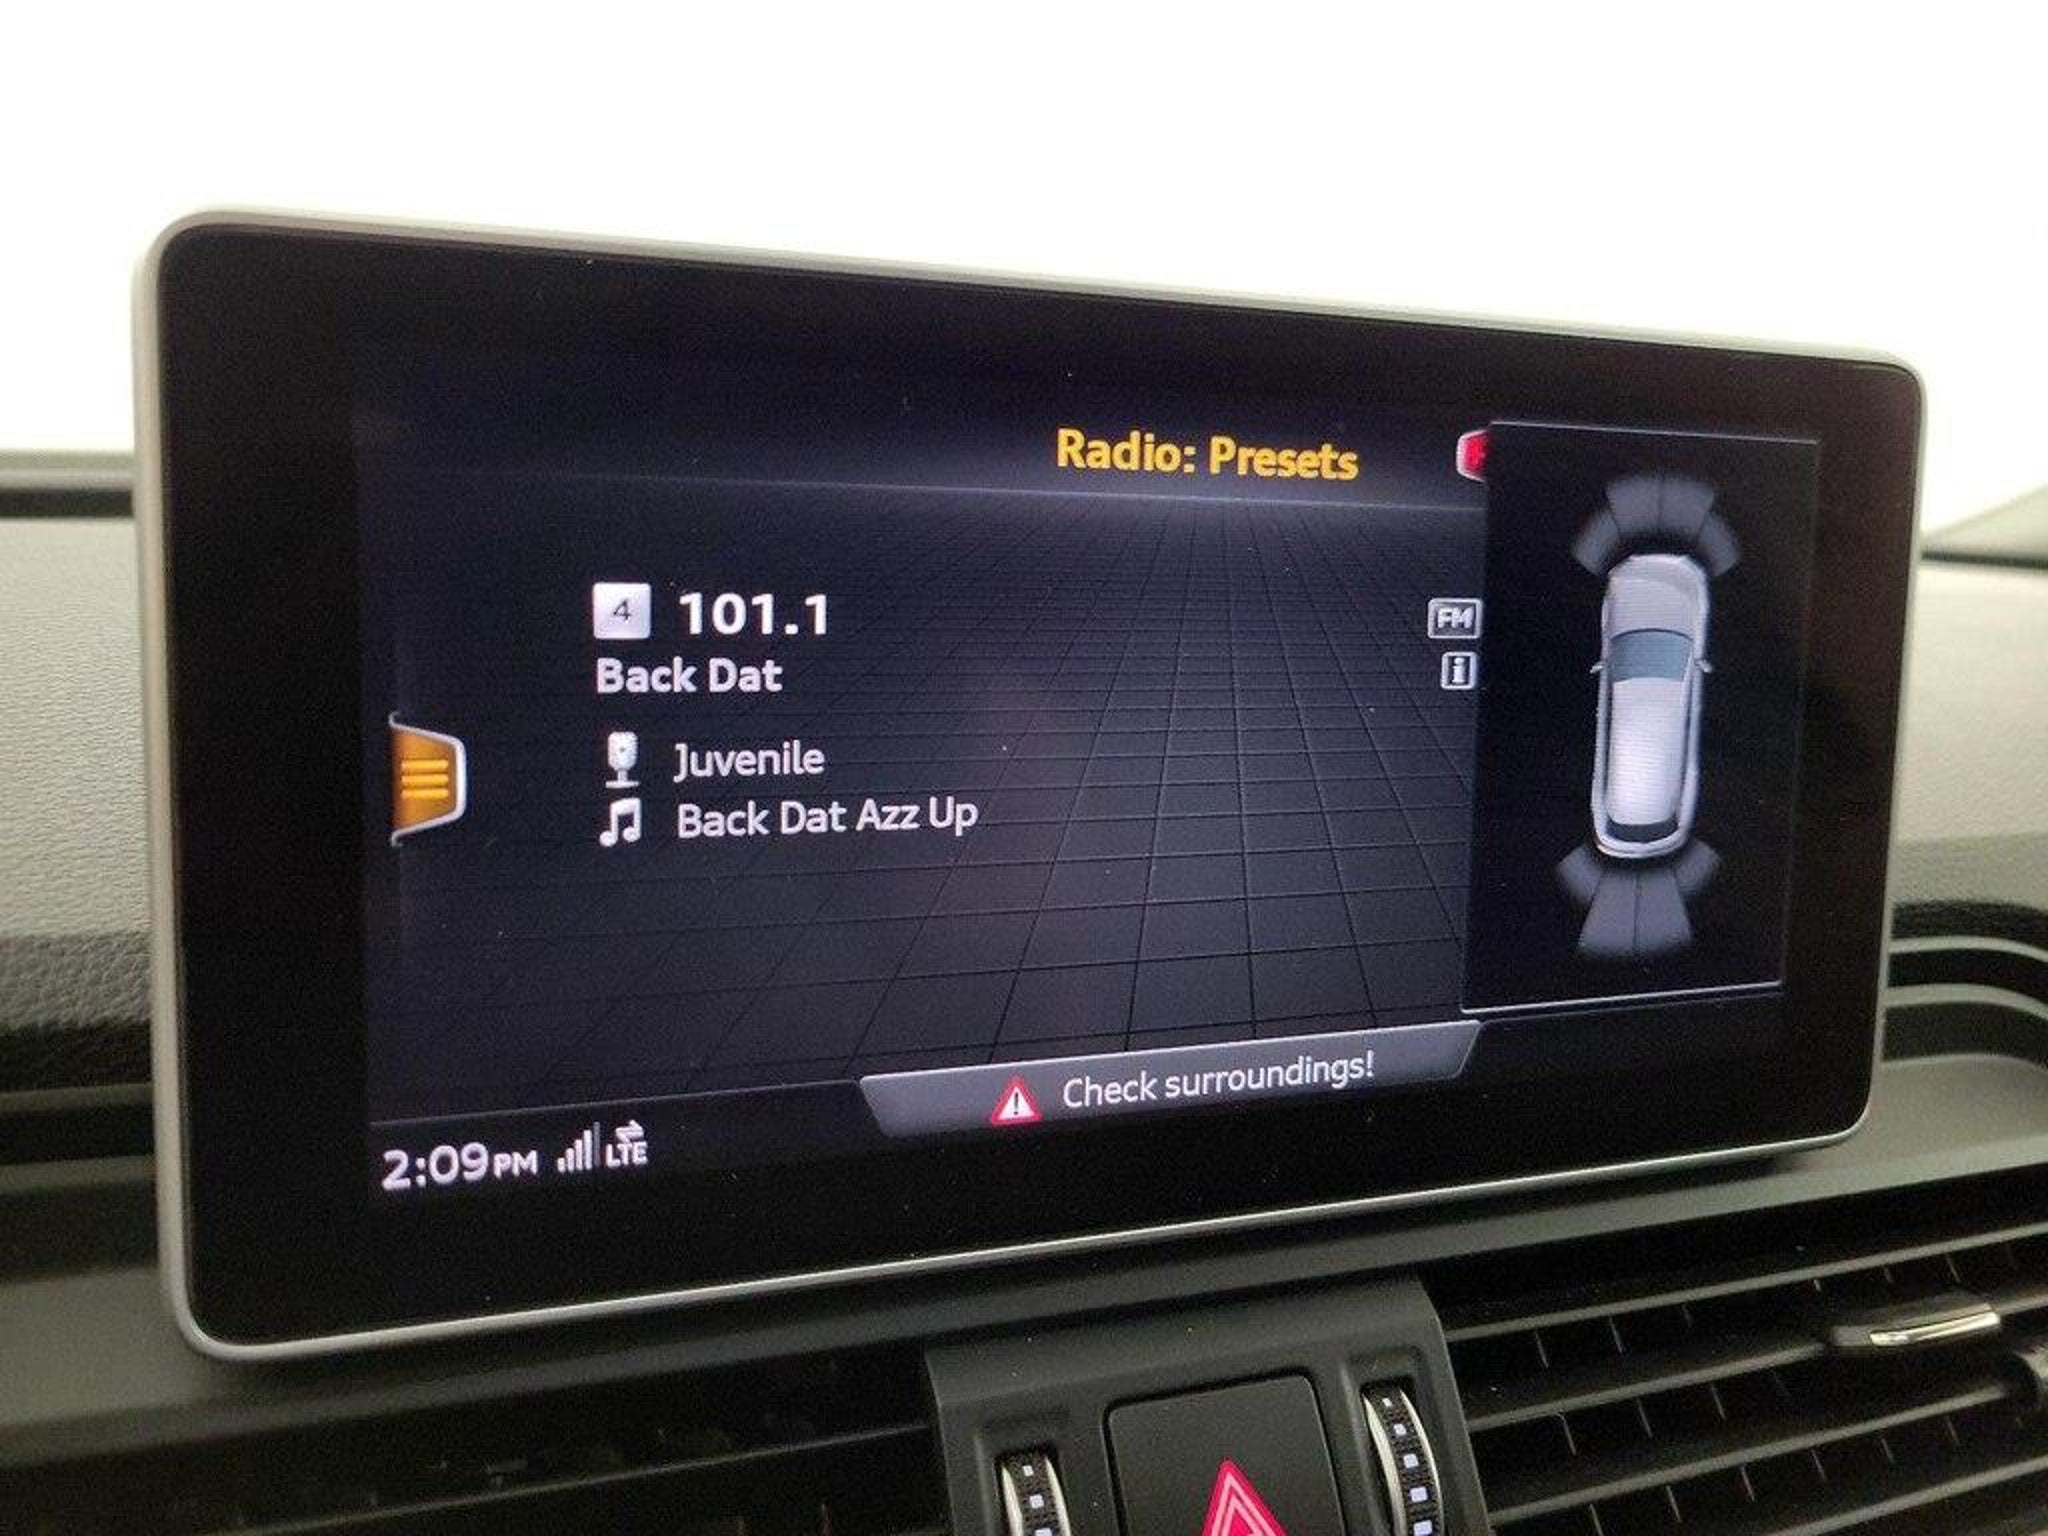 Radio: Presets
4 101.1
FM
Back Dat
i
Juvenile
Back Dat Azz Up
Check surroundings!
2:09PM LTE